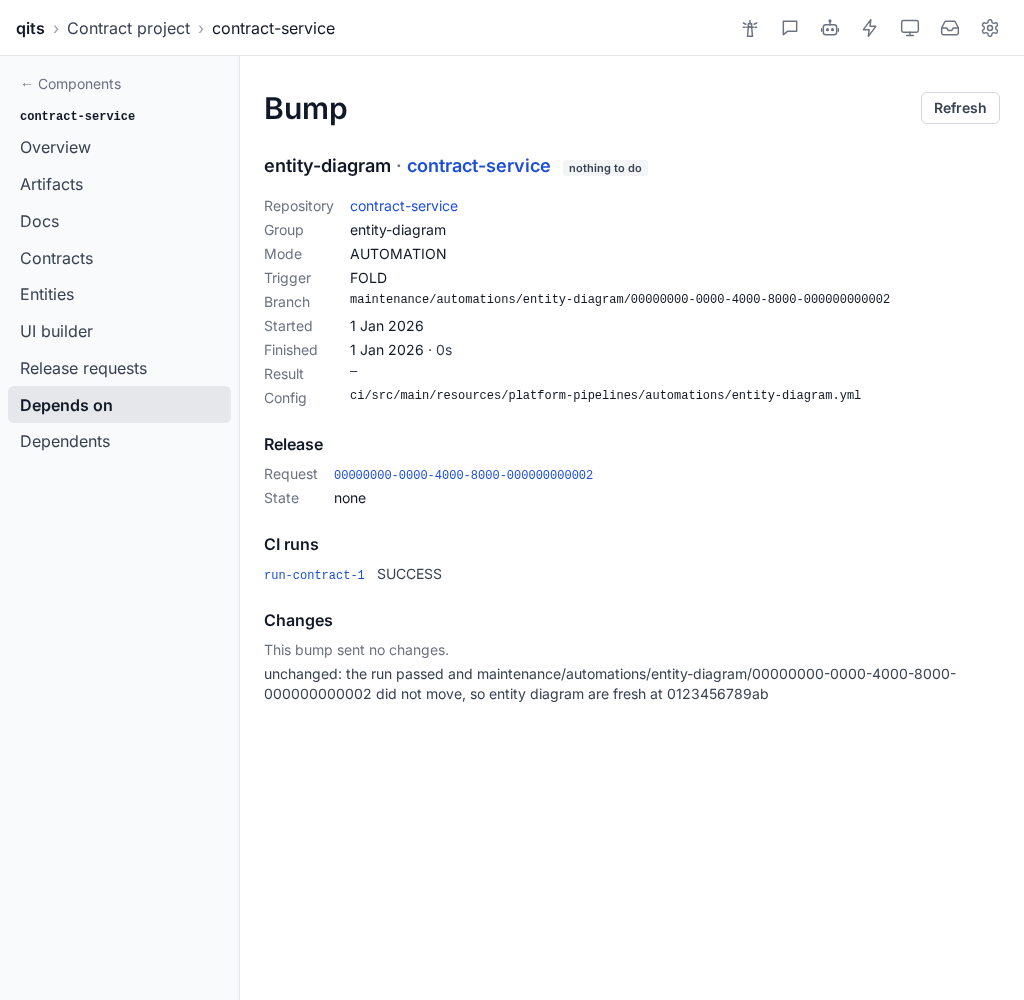 qits › Contract project › contract-service
← Components
contract-service
Overview
Artifacts
Docs
Contracts
Entities
UI builder
Release requests
Depends on
Dependents
Bump
Refresh
entity-diagram · contract-service nothing to do
Repository contract-service
Group entity-diagram
Mode AUTOMATION
Trigger FOLD
Branch maintenance/automations/entity-diagram/00000000-0000-4000-8000-000000000002
Started 1 Jan 2026
Finished 1 Jan 2026 · 0s
Result –
Config ci/src/main/resources/platform-pipelines/automations/entity-diagram.yml
Release
Request 00000000-0000-4000-8000-000000000002
State none
CI runs
run-contract-1 SUCCESS
Changes
This bump sent no changes.
unchanged: the run passed and maintenance/automations/entity-diagram/00000000-0000-4000-8000-
000000000002 did not move, so entity diagram are fresh at 0123456789ab